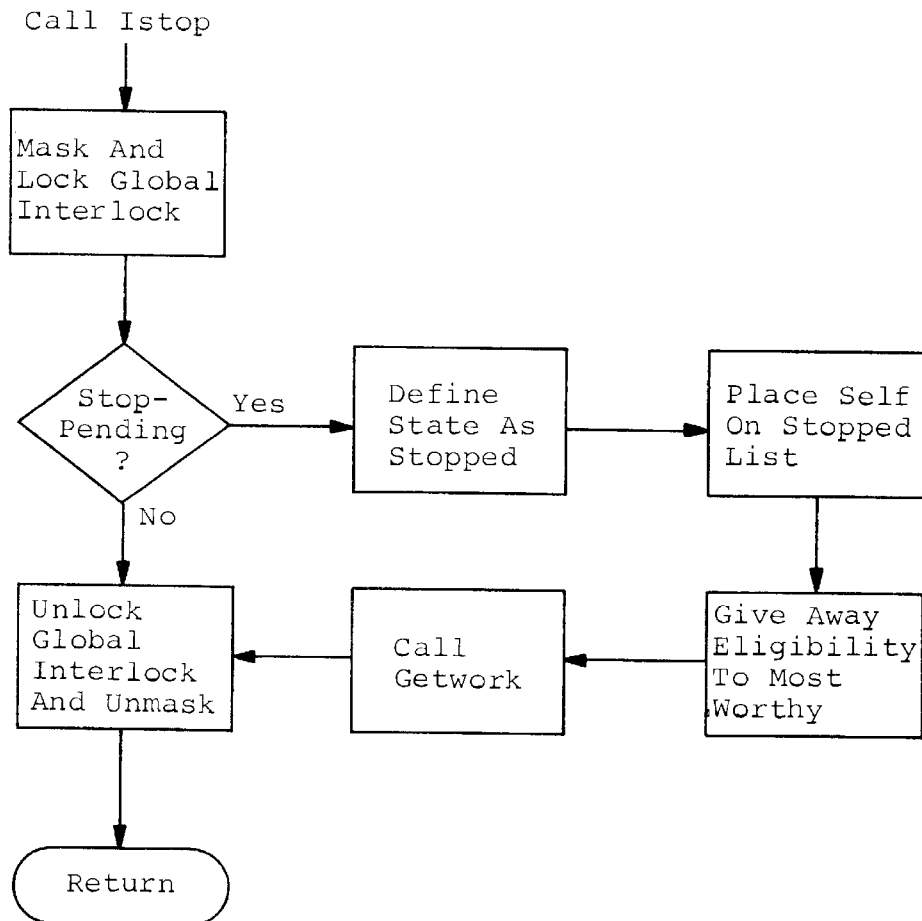 Call Istop
Mask And
Lock Global
Interlock
Stop-
Pending
?
Yes
No
Define
State As
Stopped
Place Self
On Stopped
List
Give Away
Eligibility
To Most
Worthy
Call
Getwork
Unlock
Global
Interlock
And Unmask
Return